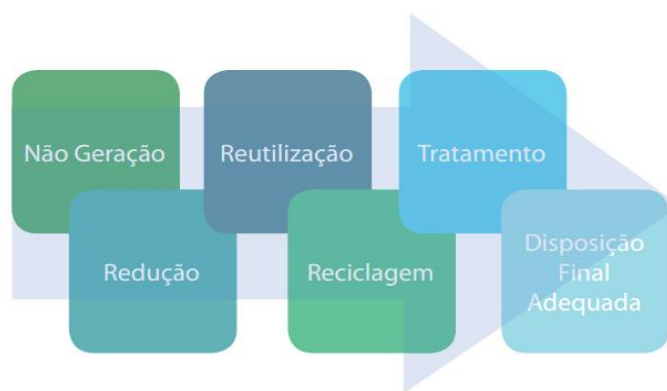 Não Geração
Redução
Reutilização
Reciclagem
Tratamento
Disposição
Final
Adequada